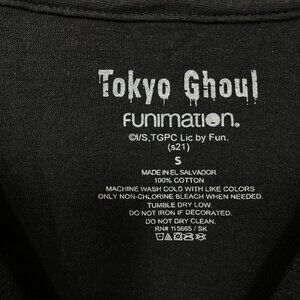 Tokyo Ghoul
FUNIMATION®
©I/S,TGPC Lic by Fun.
(s21)
S
MADE IN EL SALVADOR
100% COTTON
MACHINE WASH COLD WITH LIKE COLORS
ONLY NON-CHLORINE BLEACH WHEN NEEDED.
TUMBLE DRY LOW.
DO NOT IRON IF DECORATED.
DO NOT DRY CLEAN.
RN# 115665 / SK